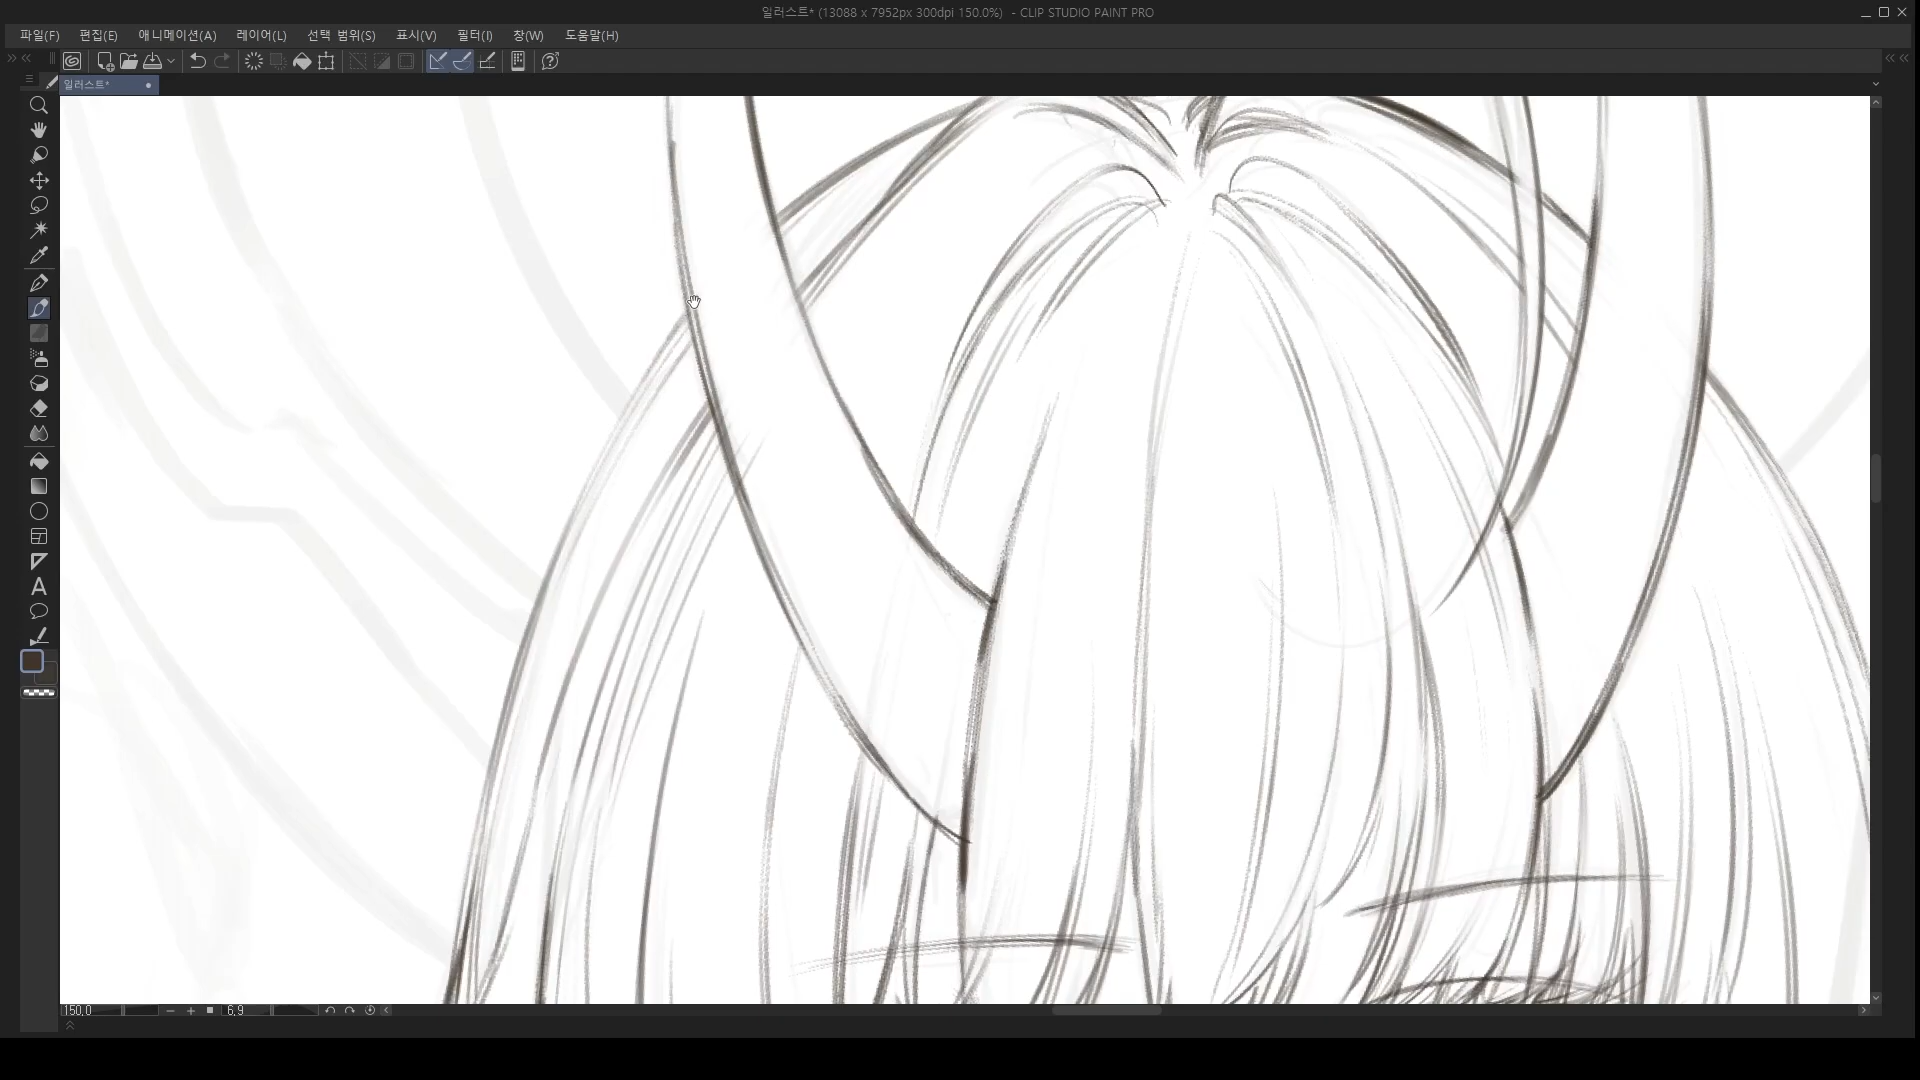 일러스트* (13088 x 7952px 300dpi 150.0%) - CLIP STUDIO PAINT PRO
파일(F) 편집(E) 애니메이션(A) 레이어(L) 선택 범위(S) 표시(V) 필터(I) 창(W) 도움말(H)
일러스트*
150.0 6.9